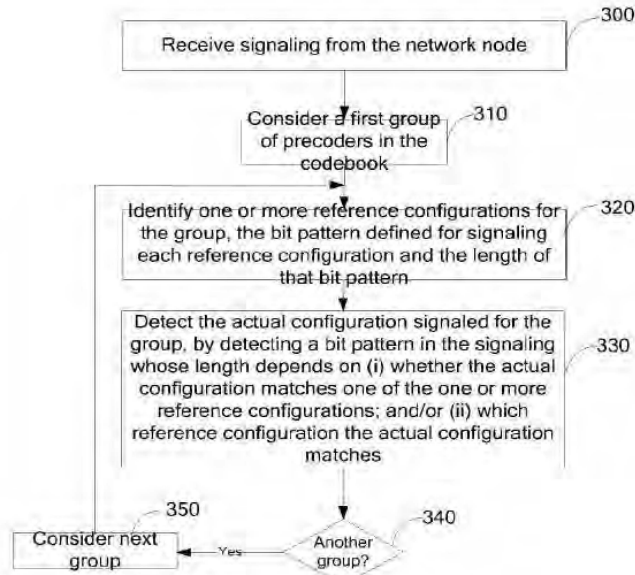 300
Receive signaling from the network node
310
Consider a first group
of precoders in the
codebook
320
Identify one or more reference configurations for
the group, the bit pattern defined for signaling
each reference configuration and the length of
that bit pattern
330
Detect the actual configuration signaled for the
group, by detecting a bit pattern in the signaling
whose length depends on (i) whether the actual
configuration matches one of the one or more
reference configurations; and/or (ii) which
reference configuration the actual configuration
matches
340
Another
group?
Yes
350
Consider next
group